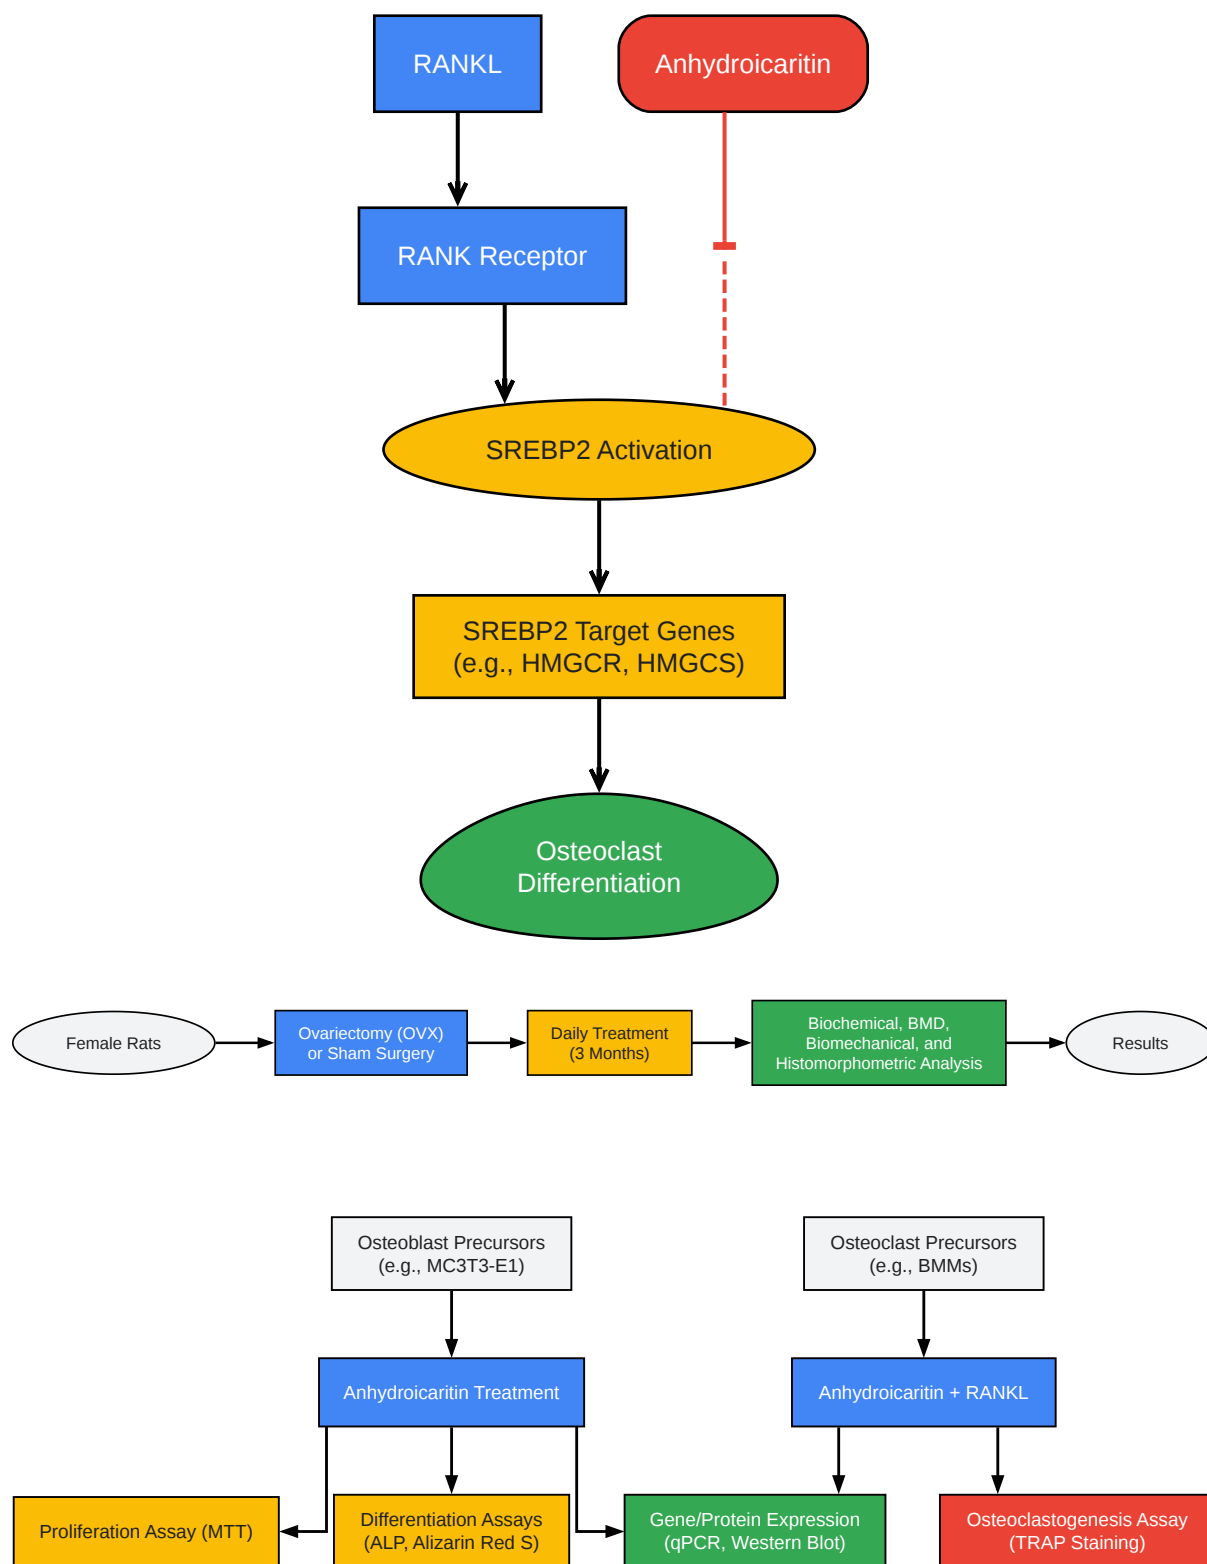 RANKL
Anhydroicaritin
RANK Receptor
SREBP2 Activation
SREBP2 Target Genes
(e.g., HMGCR, HMGCS)
Osteoclast
Differentiation
Female Rats
Ovariectomy (OVX)
or Sham Surgery
Daily Treatment
(3 Months)
Biochemical, BMD,
Biomechanical, and
Histomorphometric Analysis
Results
Osteoblast Precursors
(e.g., MC3T3-E1)
Osteoclast Precursors
(e.g., BMMs)
Anhydroicaritin Treatment
Anhydroicaritin + RANKL
Proliferation Assay (MTT)
Differentiation Assays
(ALP, Alizarin Red S)
Gene/Protein Expression
(qPCR, Western Blot)
Osteoclastogenesis Assay
(TRAP Staining)